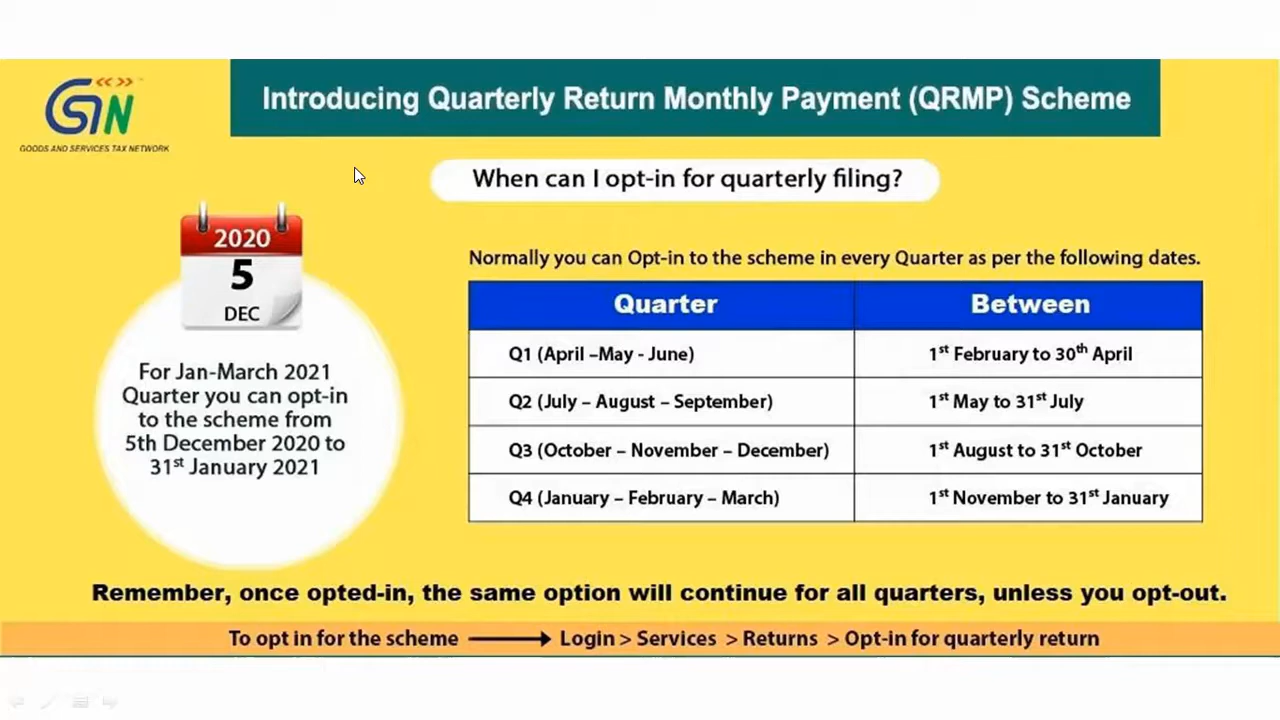 GSTN
GOODS AND SERVICES TAX NETWORK
Introducing Quarterly Return Monthly Payment (QRMP) Scheme
When can I opt-in for quarterly filing?
2020
5
DEC
For Jan-March 2021
Quarter you can opt-in
to the scheme from
5th December 2020 to
31st January 2021
Normally you can Opt-in to the scheme in every Quarter as per the following dates.
Quarter Between
Q1 (April –May - June) 1st February to 30th April
Q2 (July – August – September) 1st May to 31st July
Q3 (October – November – December) 1st August to 31st October
Q4 (January – February – March) 1st November to 31st January
Remember, once opted-in, the same option will continue for all quarters, unless you opt-out.
To opt in for the scheme ⟶ Login > Services > Returns > Opt-in for quarterly return